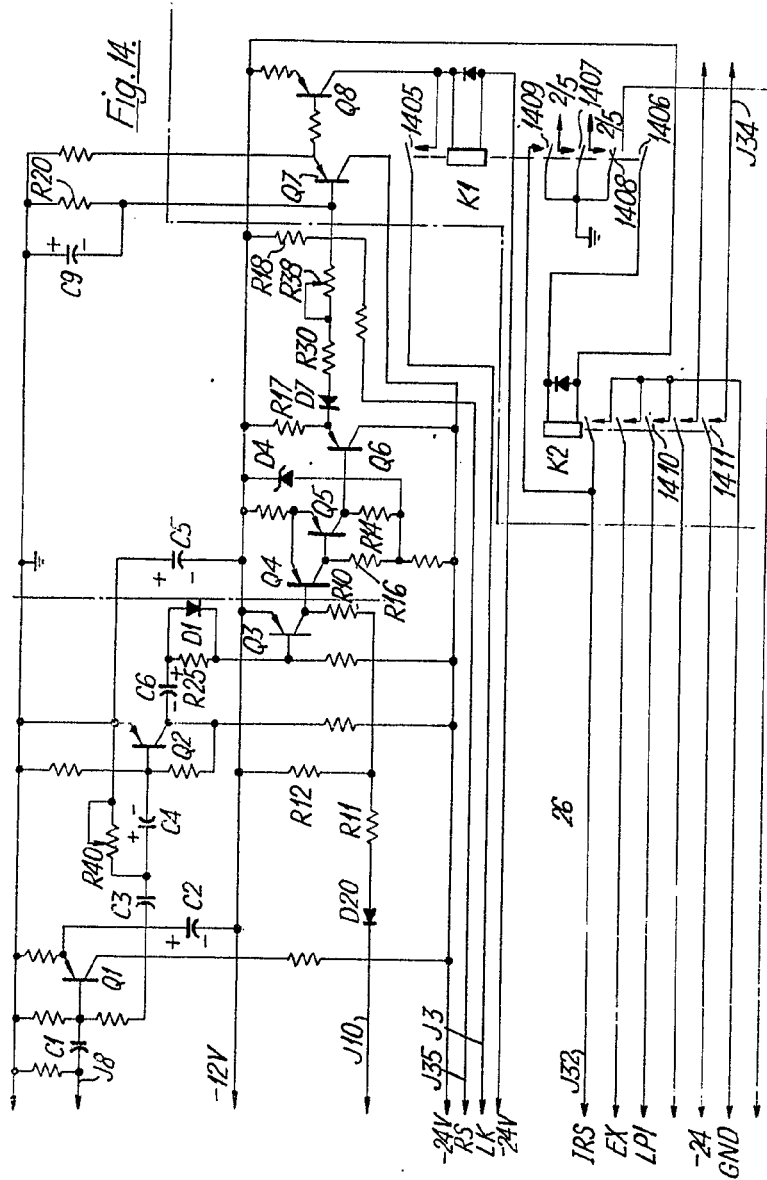 Fig. 14.
R20
C9
+
-
Q8
Q7
R18
R38
R30
D7
R17
D4
Q6
Q5
Q4
R14
R16
R10
C5
+
-
D1
Q3
C6
-
+
R25
Q2
C4
+
-
R40
C3
C2
+
-
R12
R11
D20
Q1
C1
J8
-12V
J10
J35
J3
-24V
RS
LK
-24V
1405
K1
1409
2/5
1407
2/5
1408
1406
J34
K2
1410
1411
26
J32
IRS
EX
LP1
-24
GND